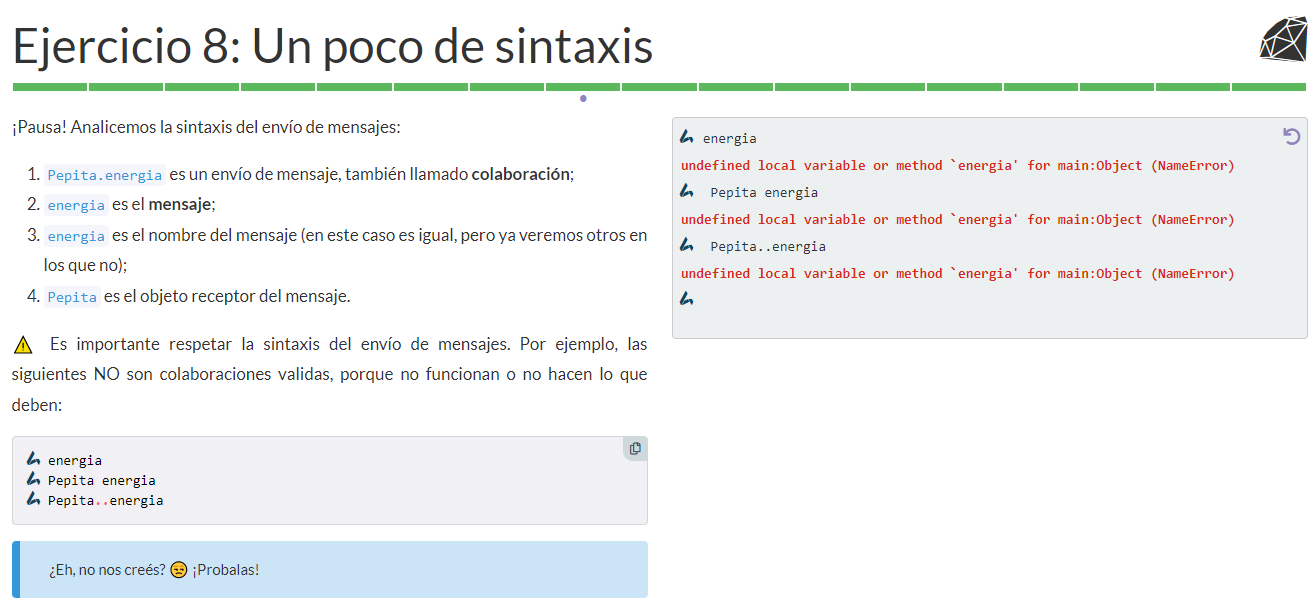 Ejercicio 8: Un poco de sintaxis
¡Pausa! Analicemos la sintaxis del envío de mensajes:
1. Pepita.energia es un envío de mensaje, también llamado colaboración;
2. energia es el mensaje;
3. energia es el nombre del mensaje (en este caso es igual, pero ya veremos otros en
los que no);
4. Pepita es el objeto receptor del mensaje.
⚠ Es importante respetar la sintaxis del envío de mensajes. Por ejemplo, las
siguientes NO son colaboraciones validas, porque no funcionan o no hacen lo que
deben:
energia
Pepita energia
Pepita..energia
¿Eh, no nos creés? 😒 ¡Probalas!
energia
undefined local variable or method `energia' for main:Object (NameError)
Pepita energia
undefined local variable or method `energia' for main:Object (NameError)
Pepita..energia
undefined local variable or method `energia' for main:Object (NameError)